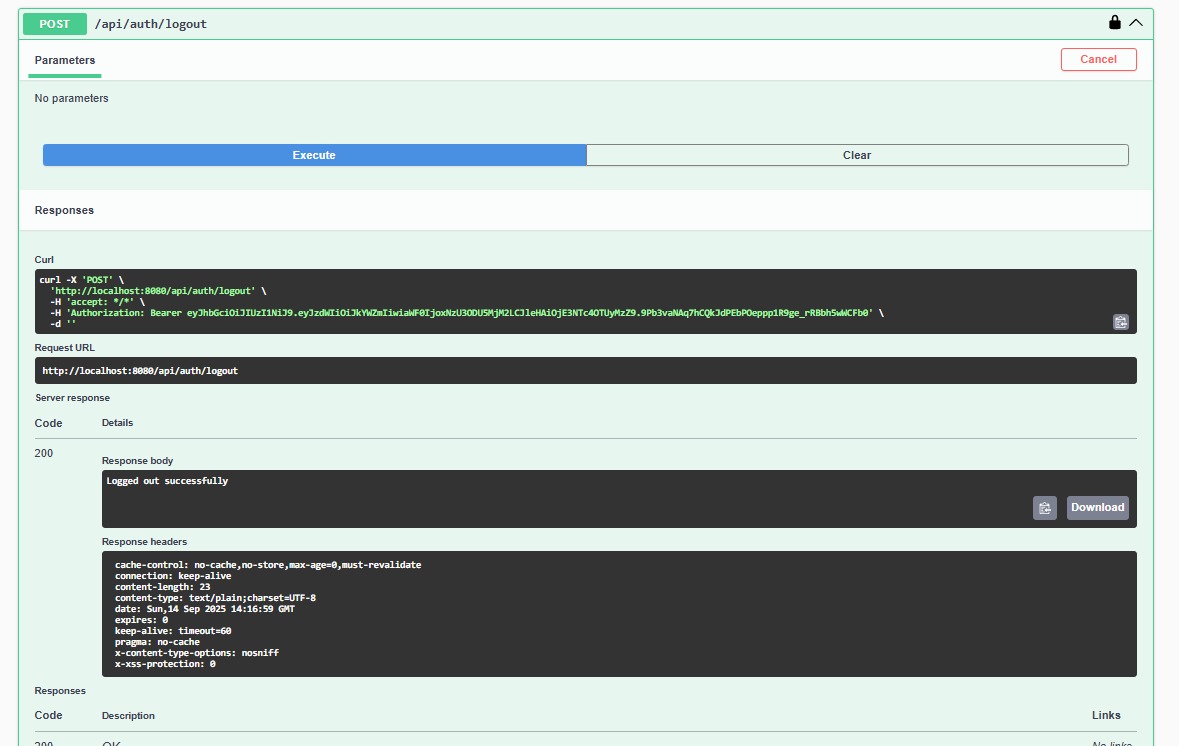 POST /api/auth/logout
Parameters
Cancel
No parameters
Execute
Clear
Responses
Curl
curl -X 'POST' \
'http://localhost:8080/api/auth/logout' \
-H 'accept: */*' \
-H 'Authorization: Bearer eyJhbGciOiJIUzI1NiJ9.eyJzdWIiOiJkYWZmIiwiaWF0IjoxNzU3ODU5MjM2LCJleHAiOjE3NTc4OTUyMzZ9.9Pb3vaNAq7hCQkJdPEbPOeppp1R9ge_rRBbh5wWCFb0' \
-d ''
Request URL
http://localhost:8080/api/auth/logout
Server response
Code Details
200
Response body
Logged out successfully
Download
Response headers
cache-control: no-cache,no-store,max-age=0,must-revalidate
connection: keep-alive
content-length: 23
content-type: text/plain;charset=UTF-8
date: Sun,14 Sep 2025 14:16:59 GMT
expires: 0
keep-alive: timeout=60
pragma: no-cache
x-content-type-options: nosniff
x-xss-protection: 0
Responses
Code Description Links
200 OK No links